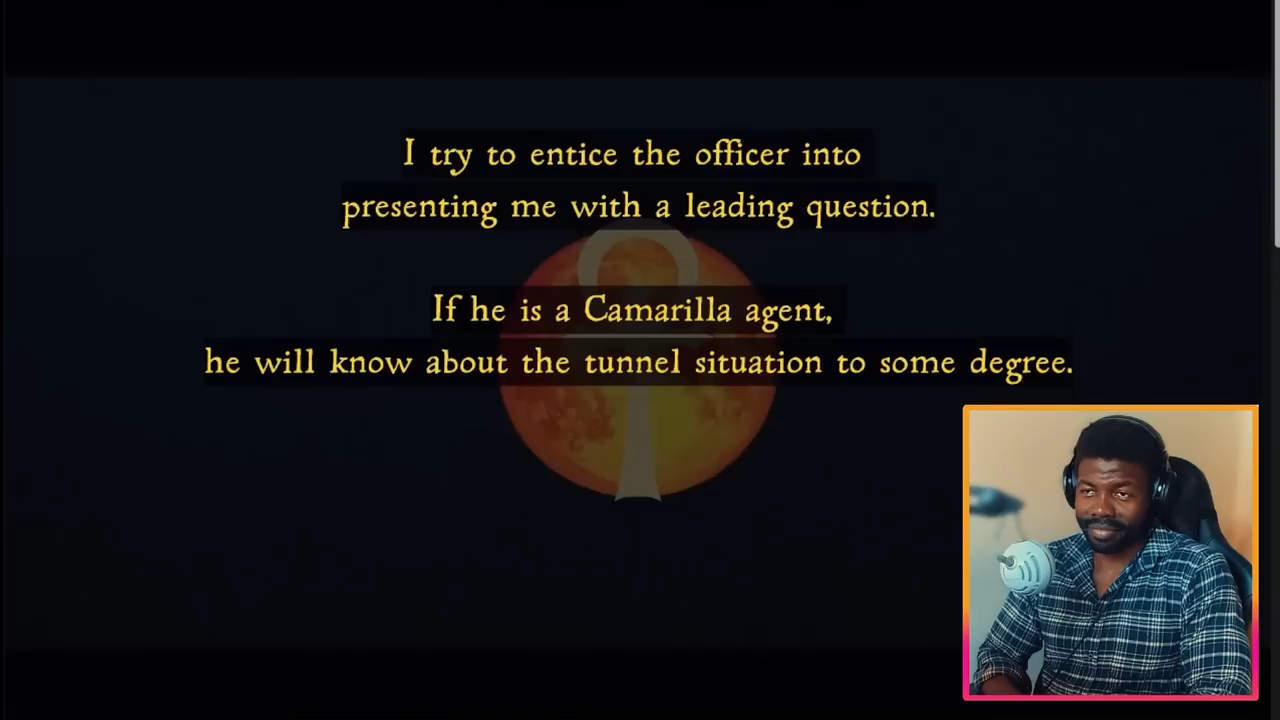 I try to entice the officer into
presenting me with a leading question.
If he is a Camarilla agent,
he will know about the tunnel situation to some degree.